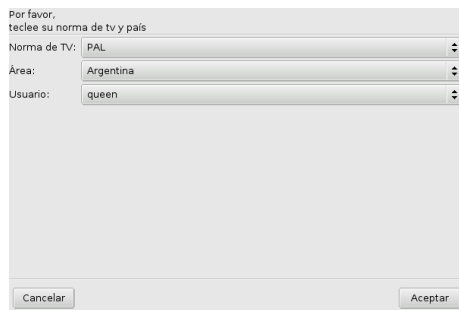 Por favor,
teclee su norma de tv y país
Norma de TV: PAL
Área: Argentina
Usuario: queen
Cancelar Aceptar